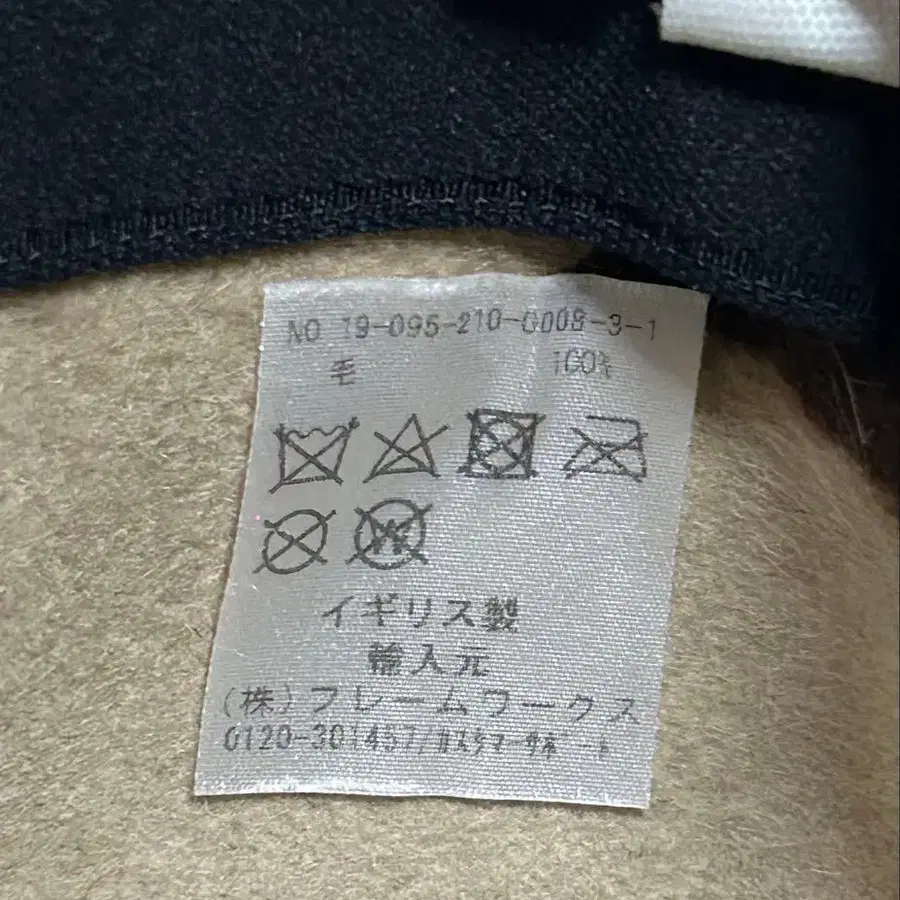 NO 19-095-210-0008-3-1
毛 100%
W
イギリス製
輸入元
(株)フレームワークス
0120-301457/カスタマーサポート